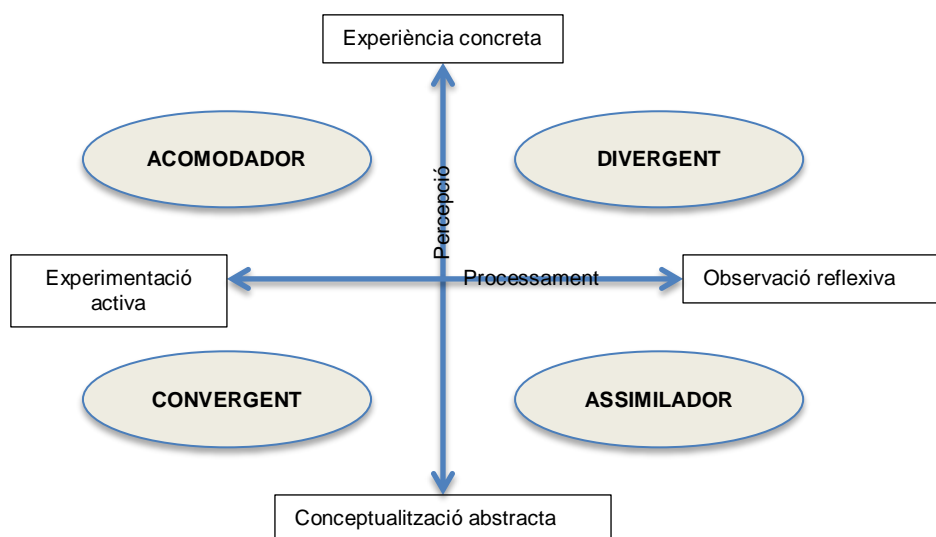 Experiència concreta
ACOMODADOR
DIVERGENT
Percepció
Experimentació
activa
Processament
Observació reflexiva
CONVERGENT
ASSIMILADOR
Conceptualització abstracta